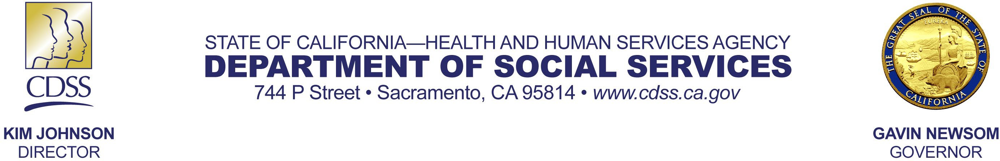 CDSS
KIM JOHNSON
DIRECTOR
STATE OF CALIFORNIA—HEALTH AND HUMAN SERVICES AGENCY
DEPARTMENT OF SOCIAL SERVICES
744 P Street • Sacramento, CA 95814 • www.cdss.ca.gov
THE GREAT SEAL OF THE STATE OF CALIFORNIA
EUREKA
GAVIN NEWSOM
GOVERNOR